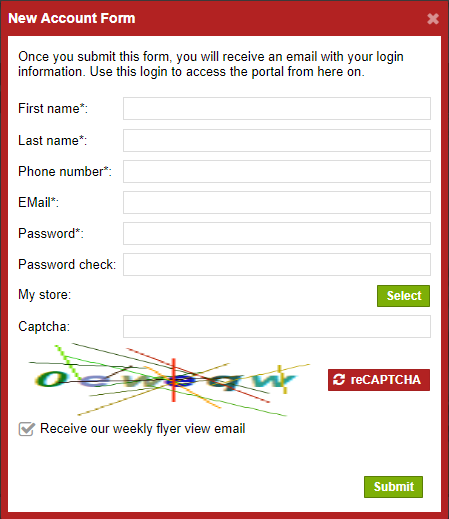 New Account Form
Once you submit this form, you will receive an email with your login
information. Use this login to access the portal from here on.
First name*:
Last name*:
Phone number*:
EMail*:
Password*:
Password check:
My store:
Select
Captcha:
reCAPTCHA
Receive our weekly flyer view email
Submit